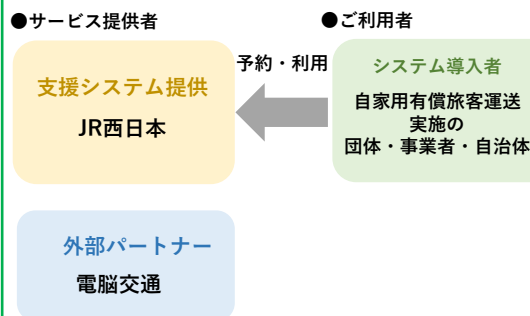 ●サービス提供者
支援システム提供
JR西日本
予約・利用
●ご利用者
システム導入者
自家用有償旅客運送
実施の
団体・事業者・自治体
外部パートナー
電脳交通